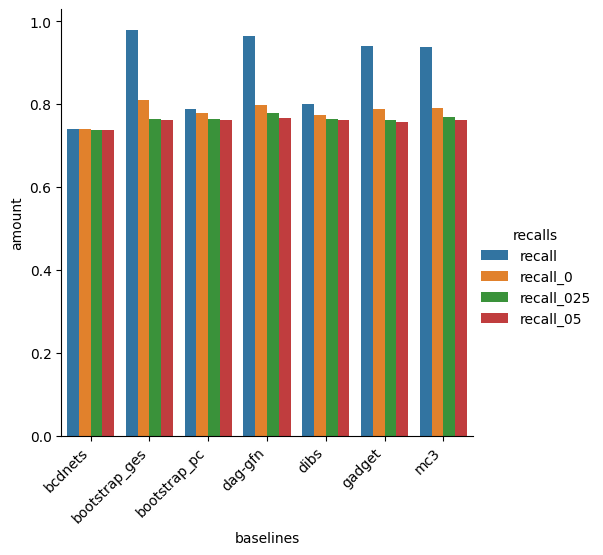 1.0
0.8
0.6
0.4
0.2
0.0
amount
bcdnets
bootstrap_ges
bootstrap_pc
dag-gfn
dibs
gadget
mc3
baselines
recalls
recall
recall_0
recall_025
recall_05